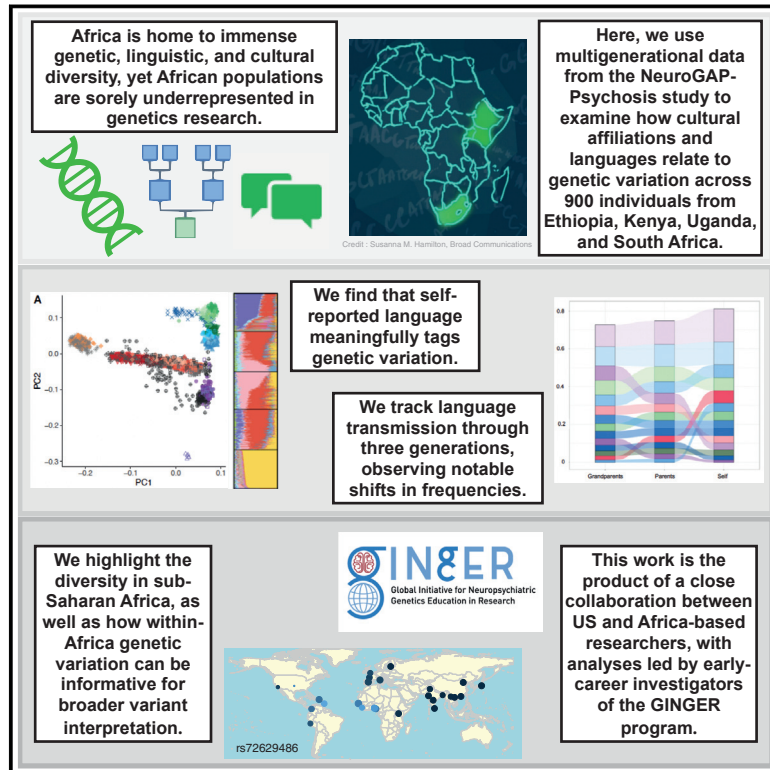 Africa is home to immense
genetic, linguistic, and cultural
diversity, yet African populations
are sorely underrepresented in
genetics research.
Credit : Susanna M. Hamilton, Broad Communications
Here, we use
multigenerational data
from the NeuroGAP-
Psychosis study to
examine how cultural
affiliations and
languages relate to
genetic variation across
900 individuals from
Ethiopia, Kenya, Uganda,
and South Africa.
A
0.1
0.0
−0.1
−0.2
−0.3
PC2
−0.2
−0.1
0.0
0.1
PC1
We find that self-
reported language
meaningfully tags
genetic variation.
We track language
transmission through
three generations,
observing notable
shifts in frequencies.
0.8
0.6
0.4
0.2
0
Grandparents
Parents
Self
We highlight the
diversity in sub-
Saharan Africa, as
well as how within-
Africa genetic
variation can be
informative for
broader variant
interpretation.
GINGER
Global Initiative for Neuropsychiatric
Genetics Education in Research
rs72629486
This work is the
product of a close
collaboration between
US and Africa-based
researchers, with
analyses led by early-
career investigators
of the GINGER
program.